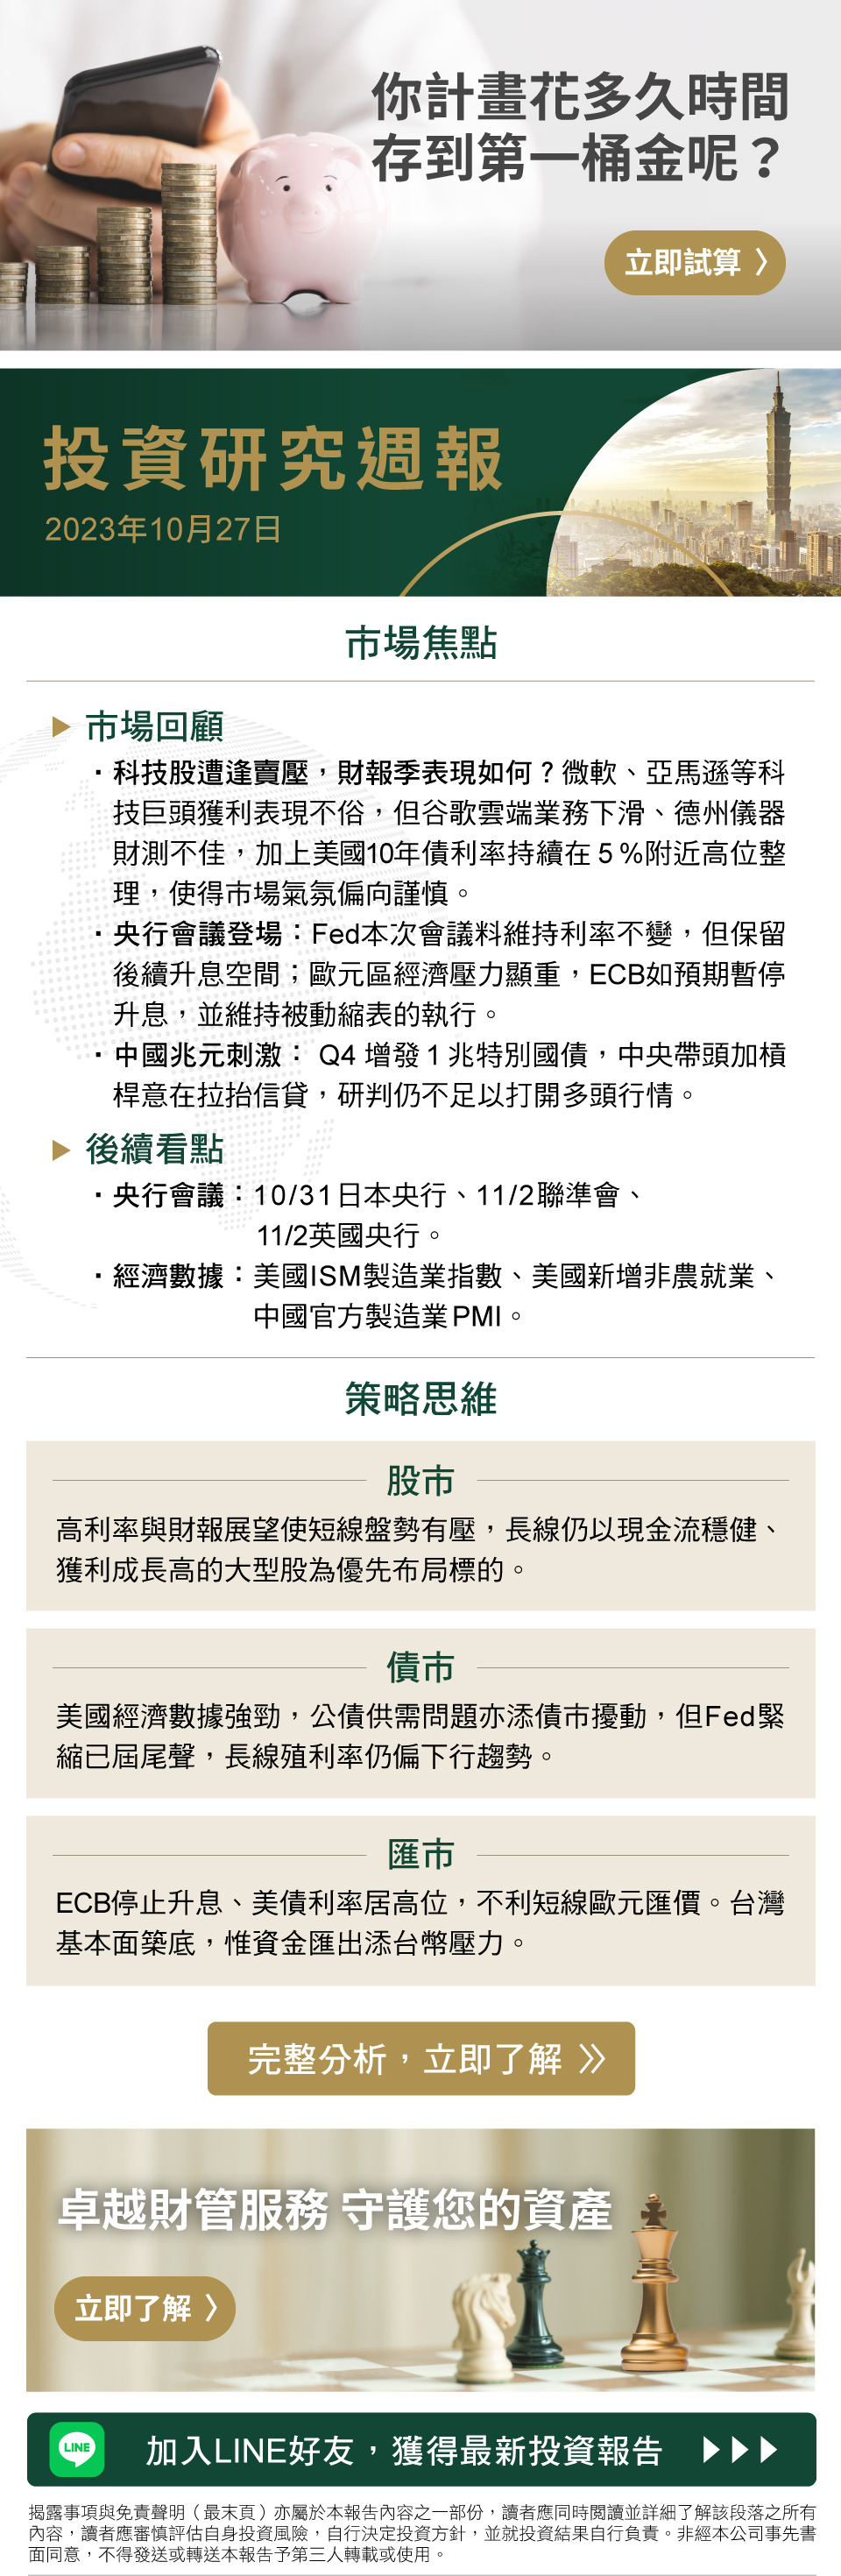 你計畫花多久時間
存到第一桶金呢？
立即試算 〉
投資研究週報
2023年10月27日
市場焦點
市場回顧
・科技股遭逢賣壓，財報季表現如何？微軟、亞馬遜等科
技巨頭獲利表現不俗，但谷歌雲端業務下滑、德州儀器
財測不佳，加上美國10年債利率持續在 5 %附近高位整
理，使得市場氣氛偏向謹慎。
・央行會議登場：Fed本次會議料維持利率不變，但保留
後續升息空間；歐元區經濟壓力顯重，ECB如預期暫停
升息，並維持被動縮表的執行。
・中國兆元刺激： Q4 增發 1 兆特別國債，中央帶頭加槓
桿意在拉抬信貸，研判仍不足以打開多頭行情。
後續看點
・央行會議：10/31日本央行、11/2聯準會、
11/2英國央行。
・經濟數據：美國ISM製造業指數、美國新增非農就業、
中國官方製造業PMI。
策略思維
股市
高利率與財報展望使短線盤勢有壓，長線仍以現金流穩健、
獲利成長高的大型股為優先布局標的。
債市
美國經濟數據強勁，公債供需問題亦添債市擾動，但Fed緊
縮已屆尾聲，長線殖利率仍偏下行趨勢。
匯市
ECB停止升息、美債利率居高位，不利短線歐元匯價。台灣
基本面築底，惟資金匯出添台幣壓力。
完整分析，立即了解 》
卓越財管服務 守護您的資產
立即了解 〉
LINE
加入LINE好友，獲得最新投資報告
揭露事項與免責聲明（最末頁）亦屬於本報告內容之一部份，讀者應同時閱讀並詳細了解該段落之所有
內容，讀者應審慎評估自身投資風險，自行決定投資方針，並就投資結果自行負責。非經本公司事先書
面同意，不得發送或轉送本報告予第三人轉載或使用。